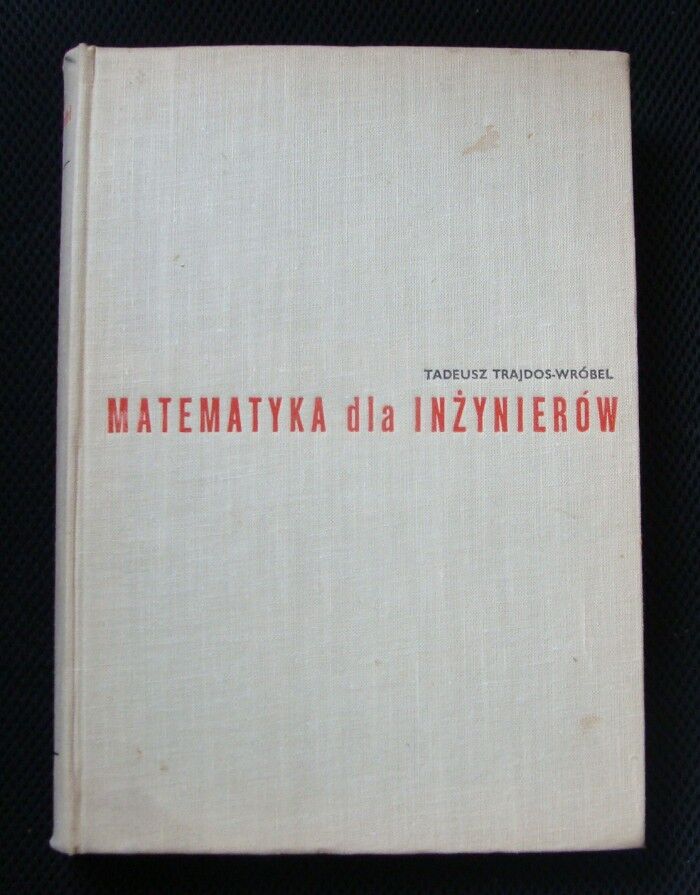 TADEUSZ TRAJDOS-WRÓBEL
MATEMATYKA dla INŻYNIERÓW